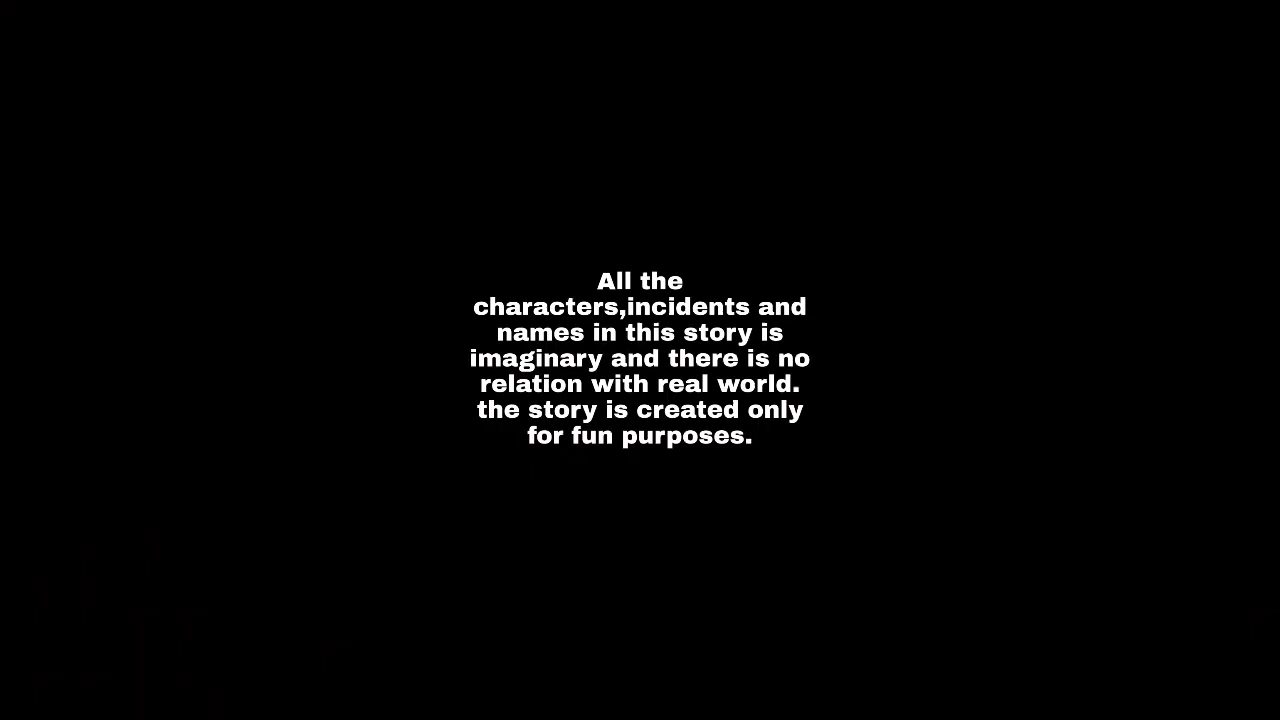 All the
characters,incidents and
names in this story is
imaginary and there is no
relation with real world.
the story is created only
for fun purposes.